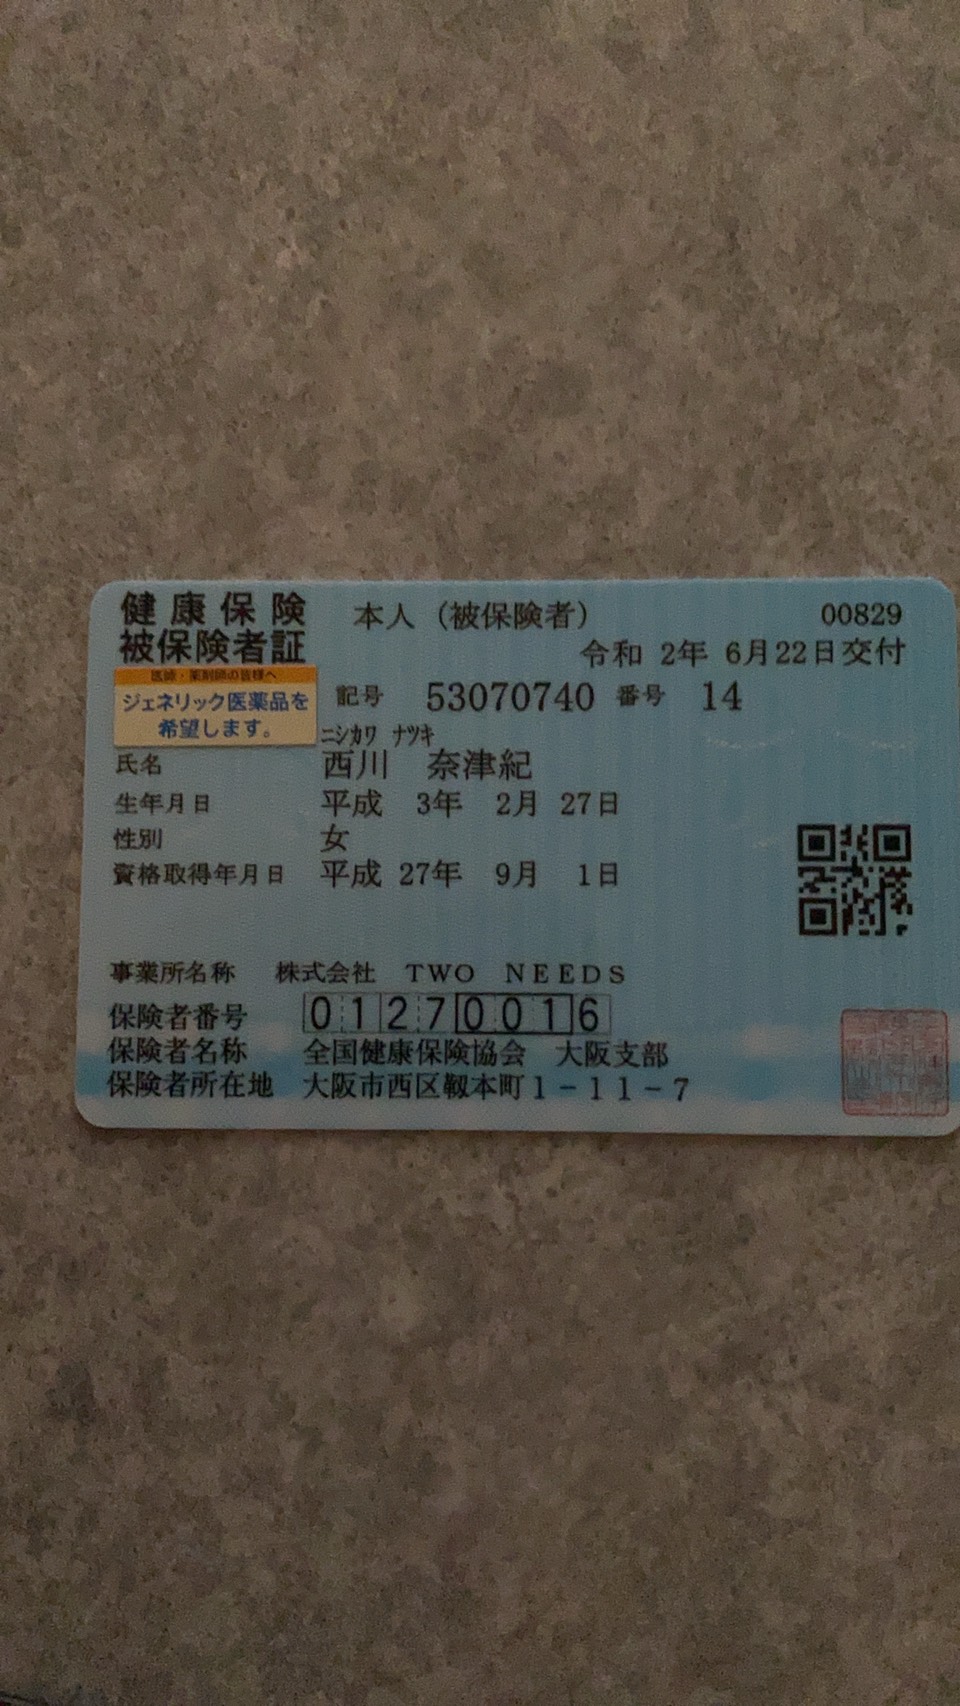 健康保険
被保険者証
本人（被保険者） 00829
令和 2年 6月22日交付
医師・薬剤師の皆様へ
ジェネリック医薬品を
希望します。
記号 53070740 番号 14
ﾆｼｶﾜ ﾅﾂｷ
氏名 西川 奈津紀
生年月日 平成 3年 2月 27日
性別 女
資格取得年月日 平成 27年 9月 1日
事業所名称 株式会社 ＴＷＯ ＮＥＥＤＳ
保険者番号 01270016
保険者名称 全国健康保険協会 大阪支部
保険者所在地 大阪市西区靱本町１－１１－７